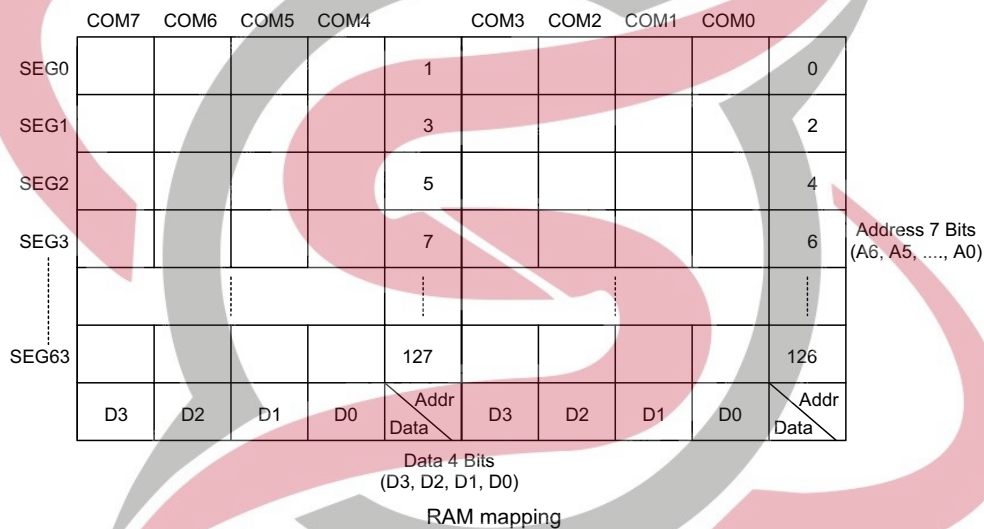 COM7 COM6 COM5 COM4 COM3 COM2 COM1 COM0
SEG0 1 0
SEG1 3 2
SEG2 5 4
SEG3 7 6
Address 7 Bits
(A6, A5, ...., A0)
SEG63 127 126
D3 D2 D1 D0 Addr Data D3 D2 D1 D0 Addr Data
Data 4 Bits
(D3, D2, D1, D0)
RAM mapping